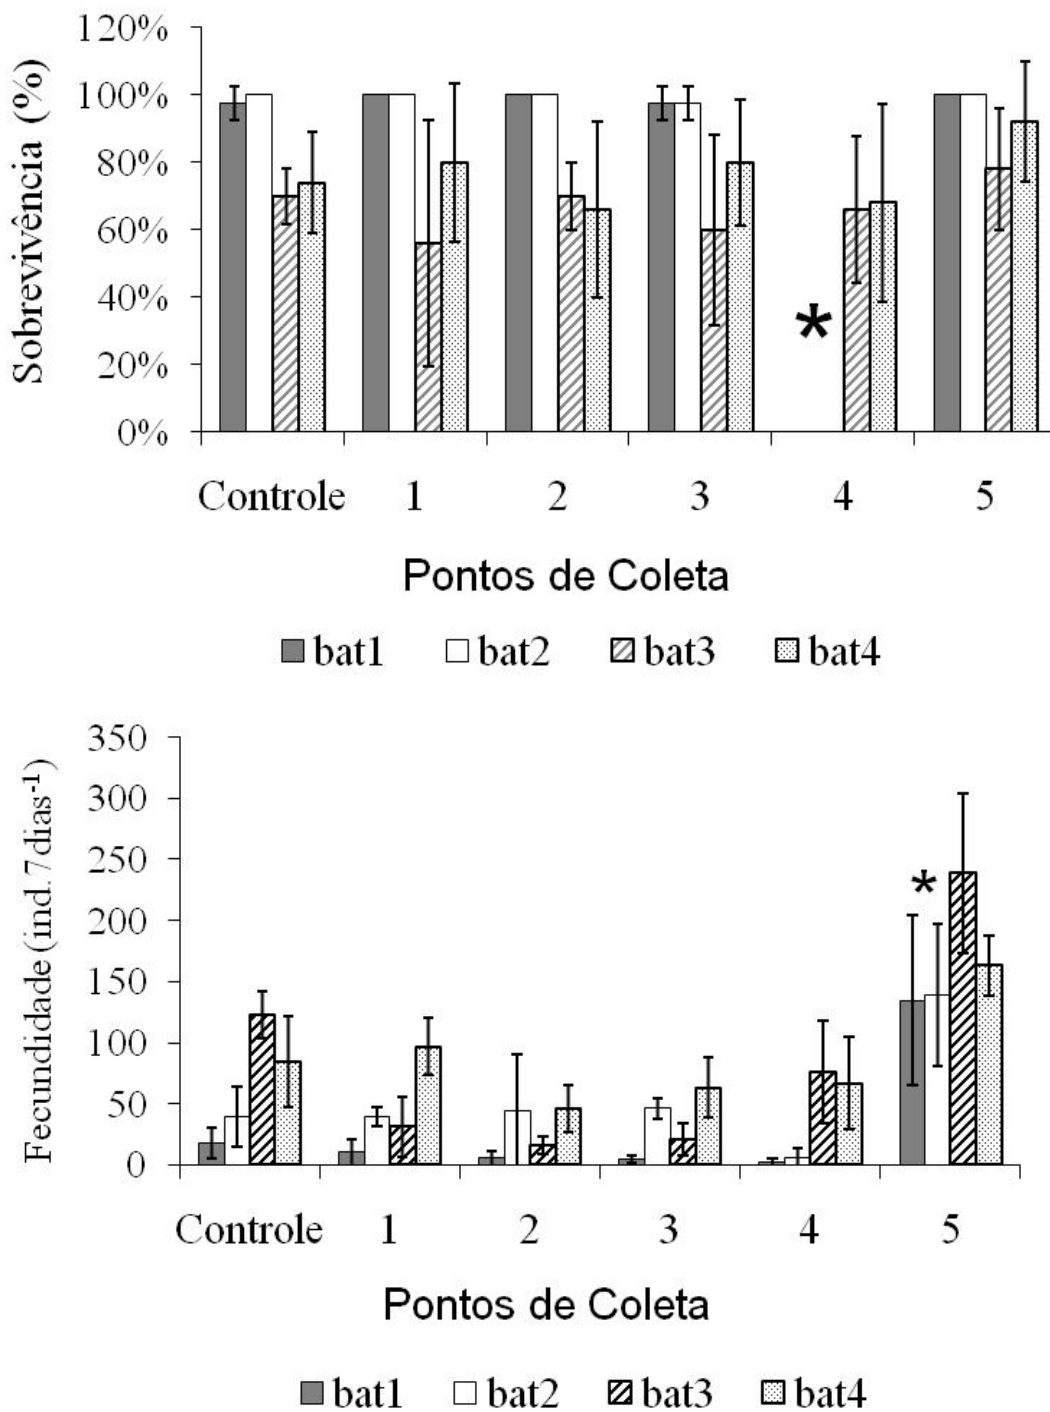 Sobrevivência (%)
120%
100%
80%
60%
40%
20%
0%
*
Controle 1 2 3 4 5
Pontos de Coleta
bat1 bat2 bat3 bat4
Fecundidade (ind.7dias⁻¹)
350
300
250
200
150
100
50
0
*
Controle 1 2 3 4 5
Pontos de Coleta
bat1 bat2 bat3 bat4